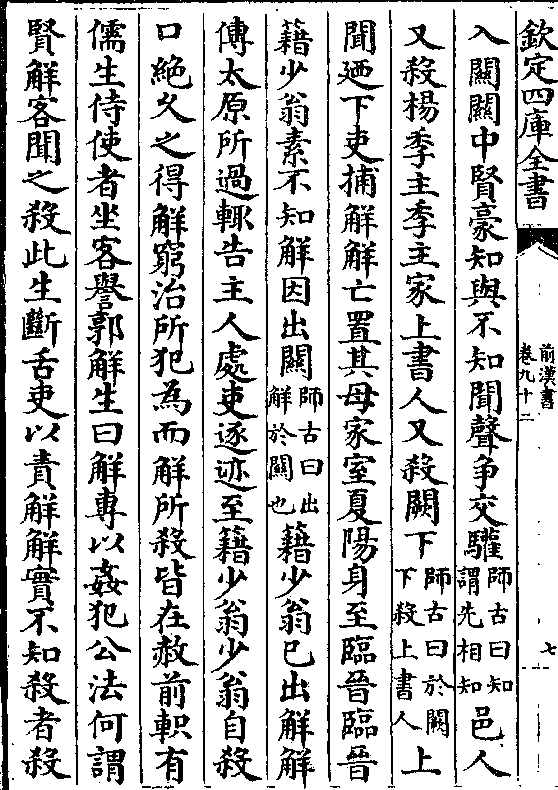 欽定四庫全書
前漢書
卷九十二
七
入關關中賢豪知與不知聞聲爭交驩師古曰知謂先相知邑人
又殺楊季主季主家上書人又殺闕下師古曰於闕下殺上書人上
聞廼下吏捕解解亡置其母家室夏陽身至臨晉臨晉
籍少翁素不知解因出關師古曰出解於關也籍少翁已出解解
傳太原所過輒告主人處吏逐迹至籍少翁少翁自殺
口絶久之得解窮治所犯為而解所殺皆在赦前軹有
儒生侍使者坐客譽郭解生曰解專以姦犯公法何謂
賢解客聞之殺此生斷舌吏以責解解實不知殺者殺